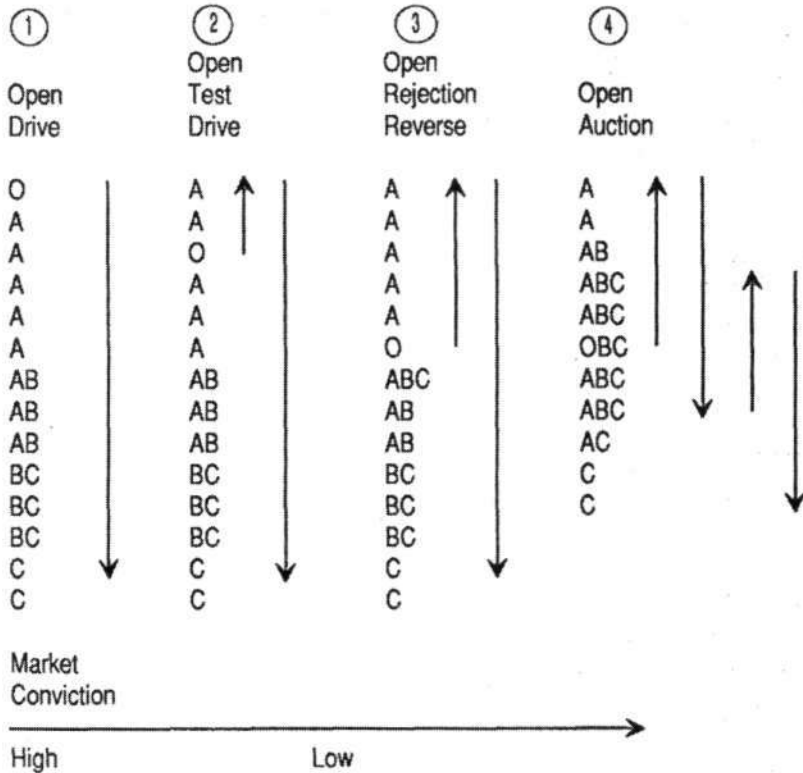 1
Open
Drive
O
A
A
A
A
A
AB
AB
AB
BC
BC
BC
C
C
2
Open
Test
Drive
A
A
O
A
A
A
AB
AB
AB
BC
BC
BC
C
C
3
Open
Rejection
Reverse
A
A
A
A
A
O
ABC
AB
AB
BC
BC
BC
C
C
4
Open
Auction
A
A
AB
ABC
ABC
OBC
ABC
ABC
AC
C
C
Market
Conviction
High Low